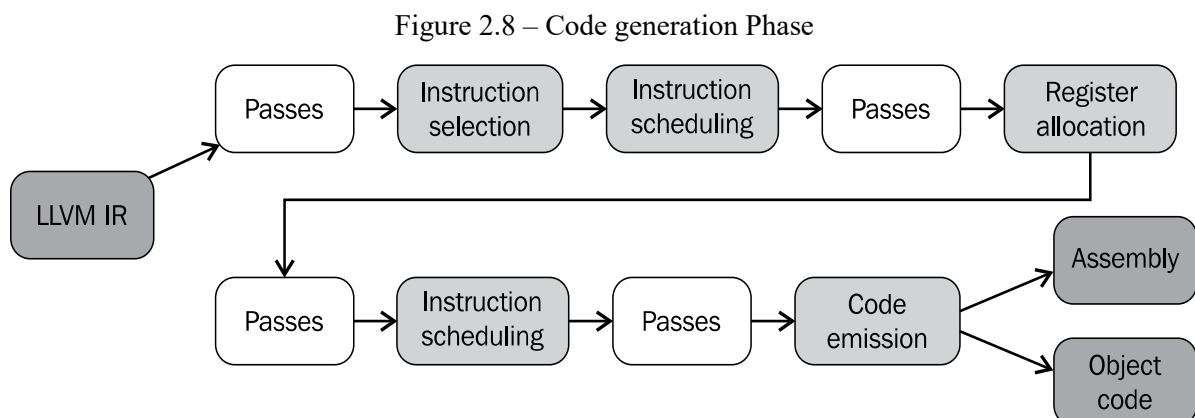 Figure 2.8 – Code generation Phase
Passes
Instruction
selection
Instruction
scheduling
Passes
Register
allocation
LLVM IR
Passes
Instruction
scheduling
Passes
Code
emission
Assembly
Object
code